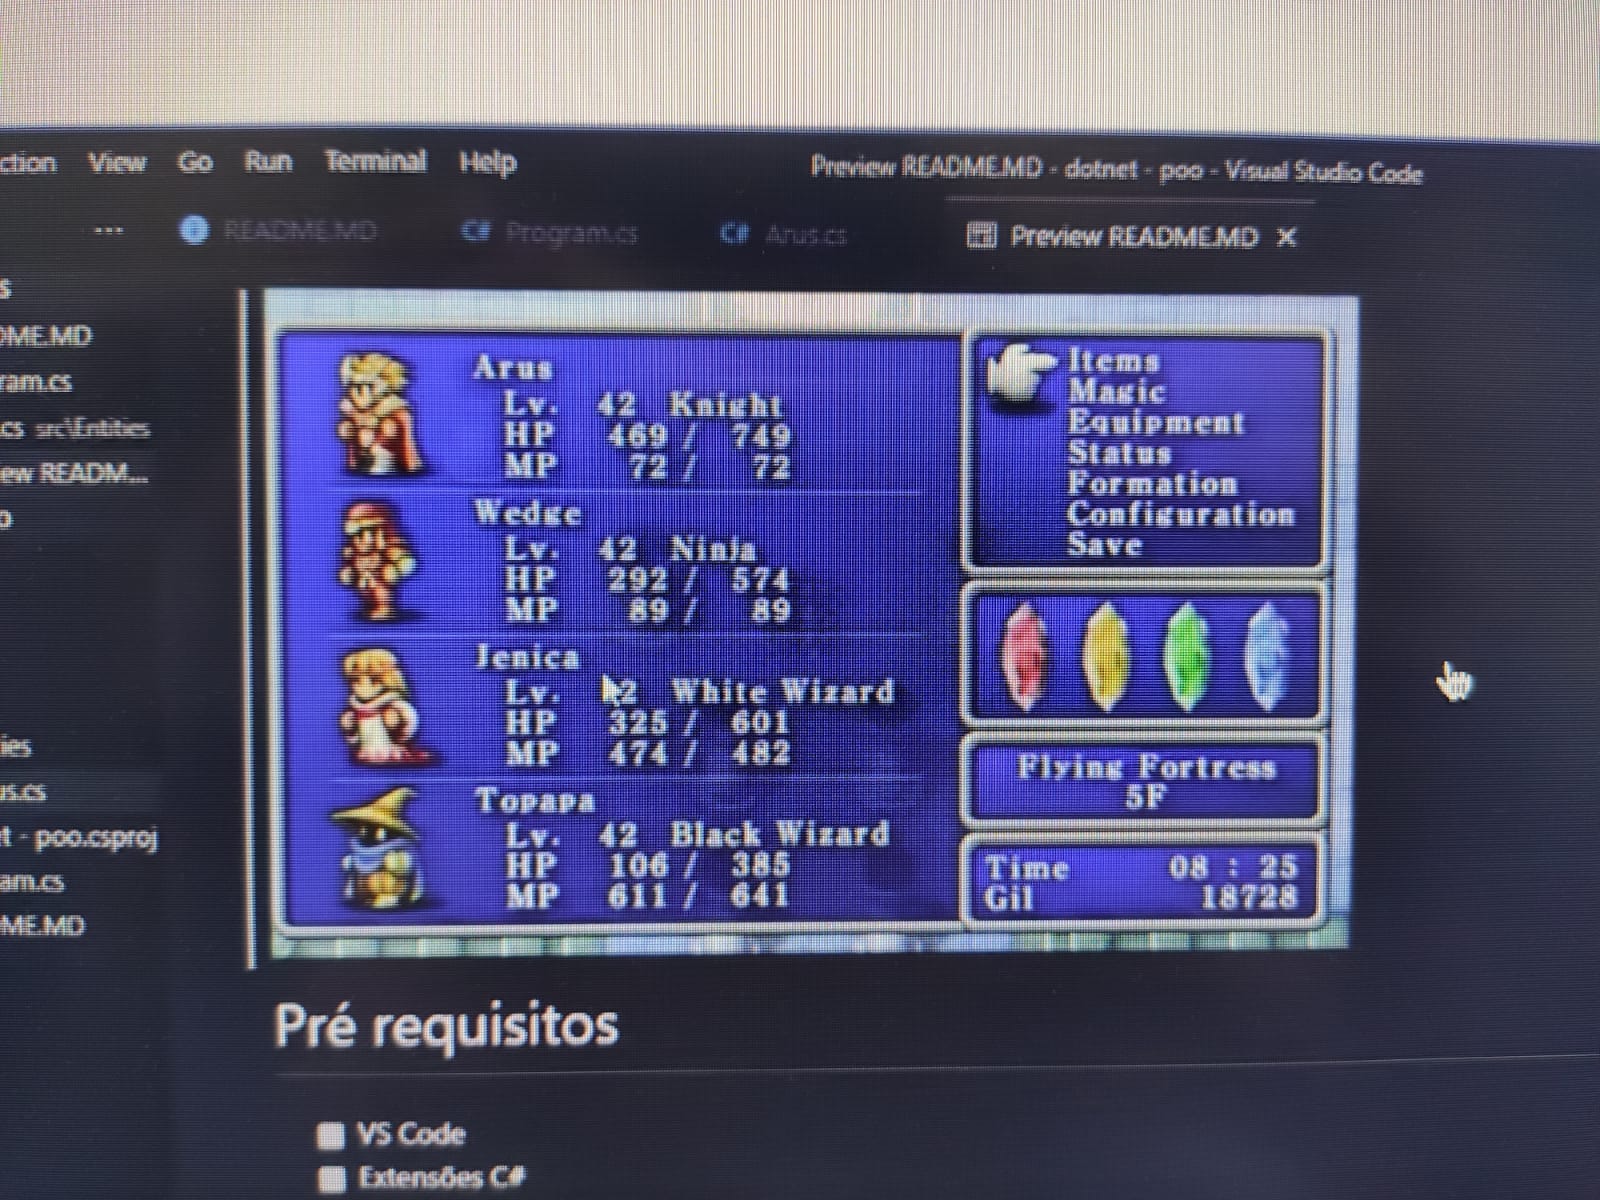 ction View Go Run Terminal Help
Preview README.MD - dotnet - poo - Visual Studio Code
... README.MD C# Program.cs C# Arus.cs Preview README.MD X
s
OME.MD
ram.cs
cs src\Entities
ew READM...
ies
us.cs
t - poo.csproj
am.cs
ME.MD
Arus
Lv. 42 Knight
HP 469 / 749
MP 72 / 72
Wedge
Lv. 42 Ninja
HP 292 / 574
MP 89 / 89
Jenica
Lv. 42 White Wizard
HP 325 / 601
MP 474 / 482
Topapa
Lv. 42 Black Wizard
HP 106 / 385
MP 611 / 641
Items
Magic
Equipment
Status
Formation
Configuration
Save
Flying Fortress
5F
Time 08 : 25
Gil 18728
Pré requisitos
VS Code
Extensões C#